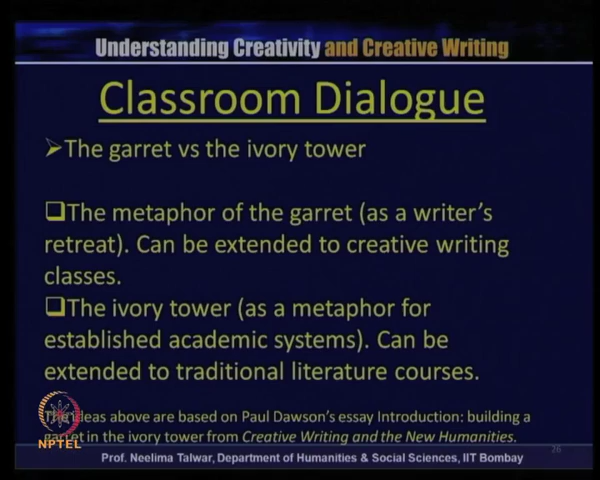 Understanding Creativity and Creative Writing
Classroom Dialogue
➢The garret vs the ivory tower
❑The metaphor of the garret (as a writer's
retreat). Can be extended to creative writing
classes.
❑The ivory tower (as a metaphor for
established academic systems). Can be
extended to traditional literature courses.
The ideas above are based on Paul Dawson's essay Introduction: building a
garret in the ivory tower from Creative Writing and the New Humanities.
NPTEL
Prof. Neelima Talwar, Department of Humanities & Social Sciences, IIT Bombay
26